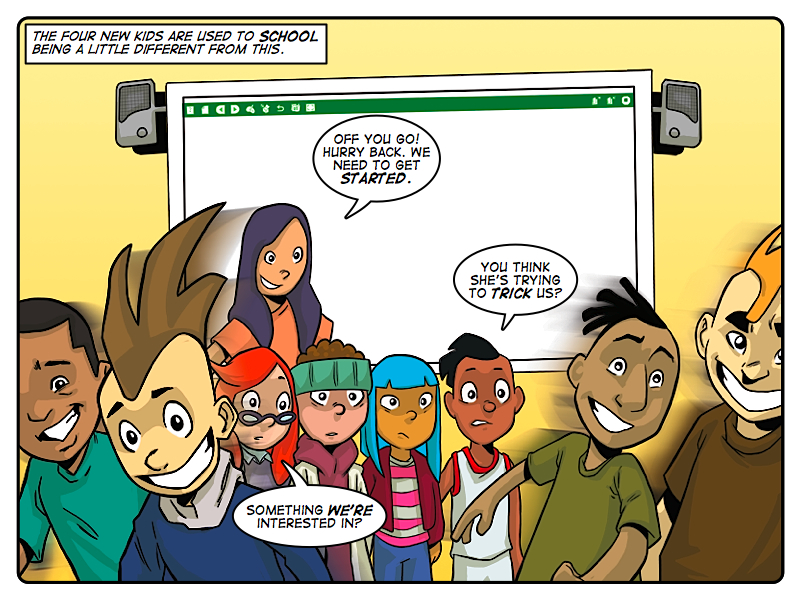 THE FOUR NEW KIDS ARE USED TO SCHOOL
BEING A LITTLE DIFFERENT FROM THIS.
OFF YOU GO!
HURRY BACK. WE
NEED TO GET
STARTED.
YOU THINK
SHE'S TRYING
TO TRICK US?
SOMETHING WE'RE
INTERESTED IN?